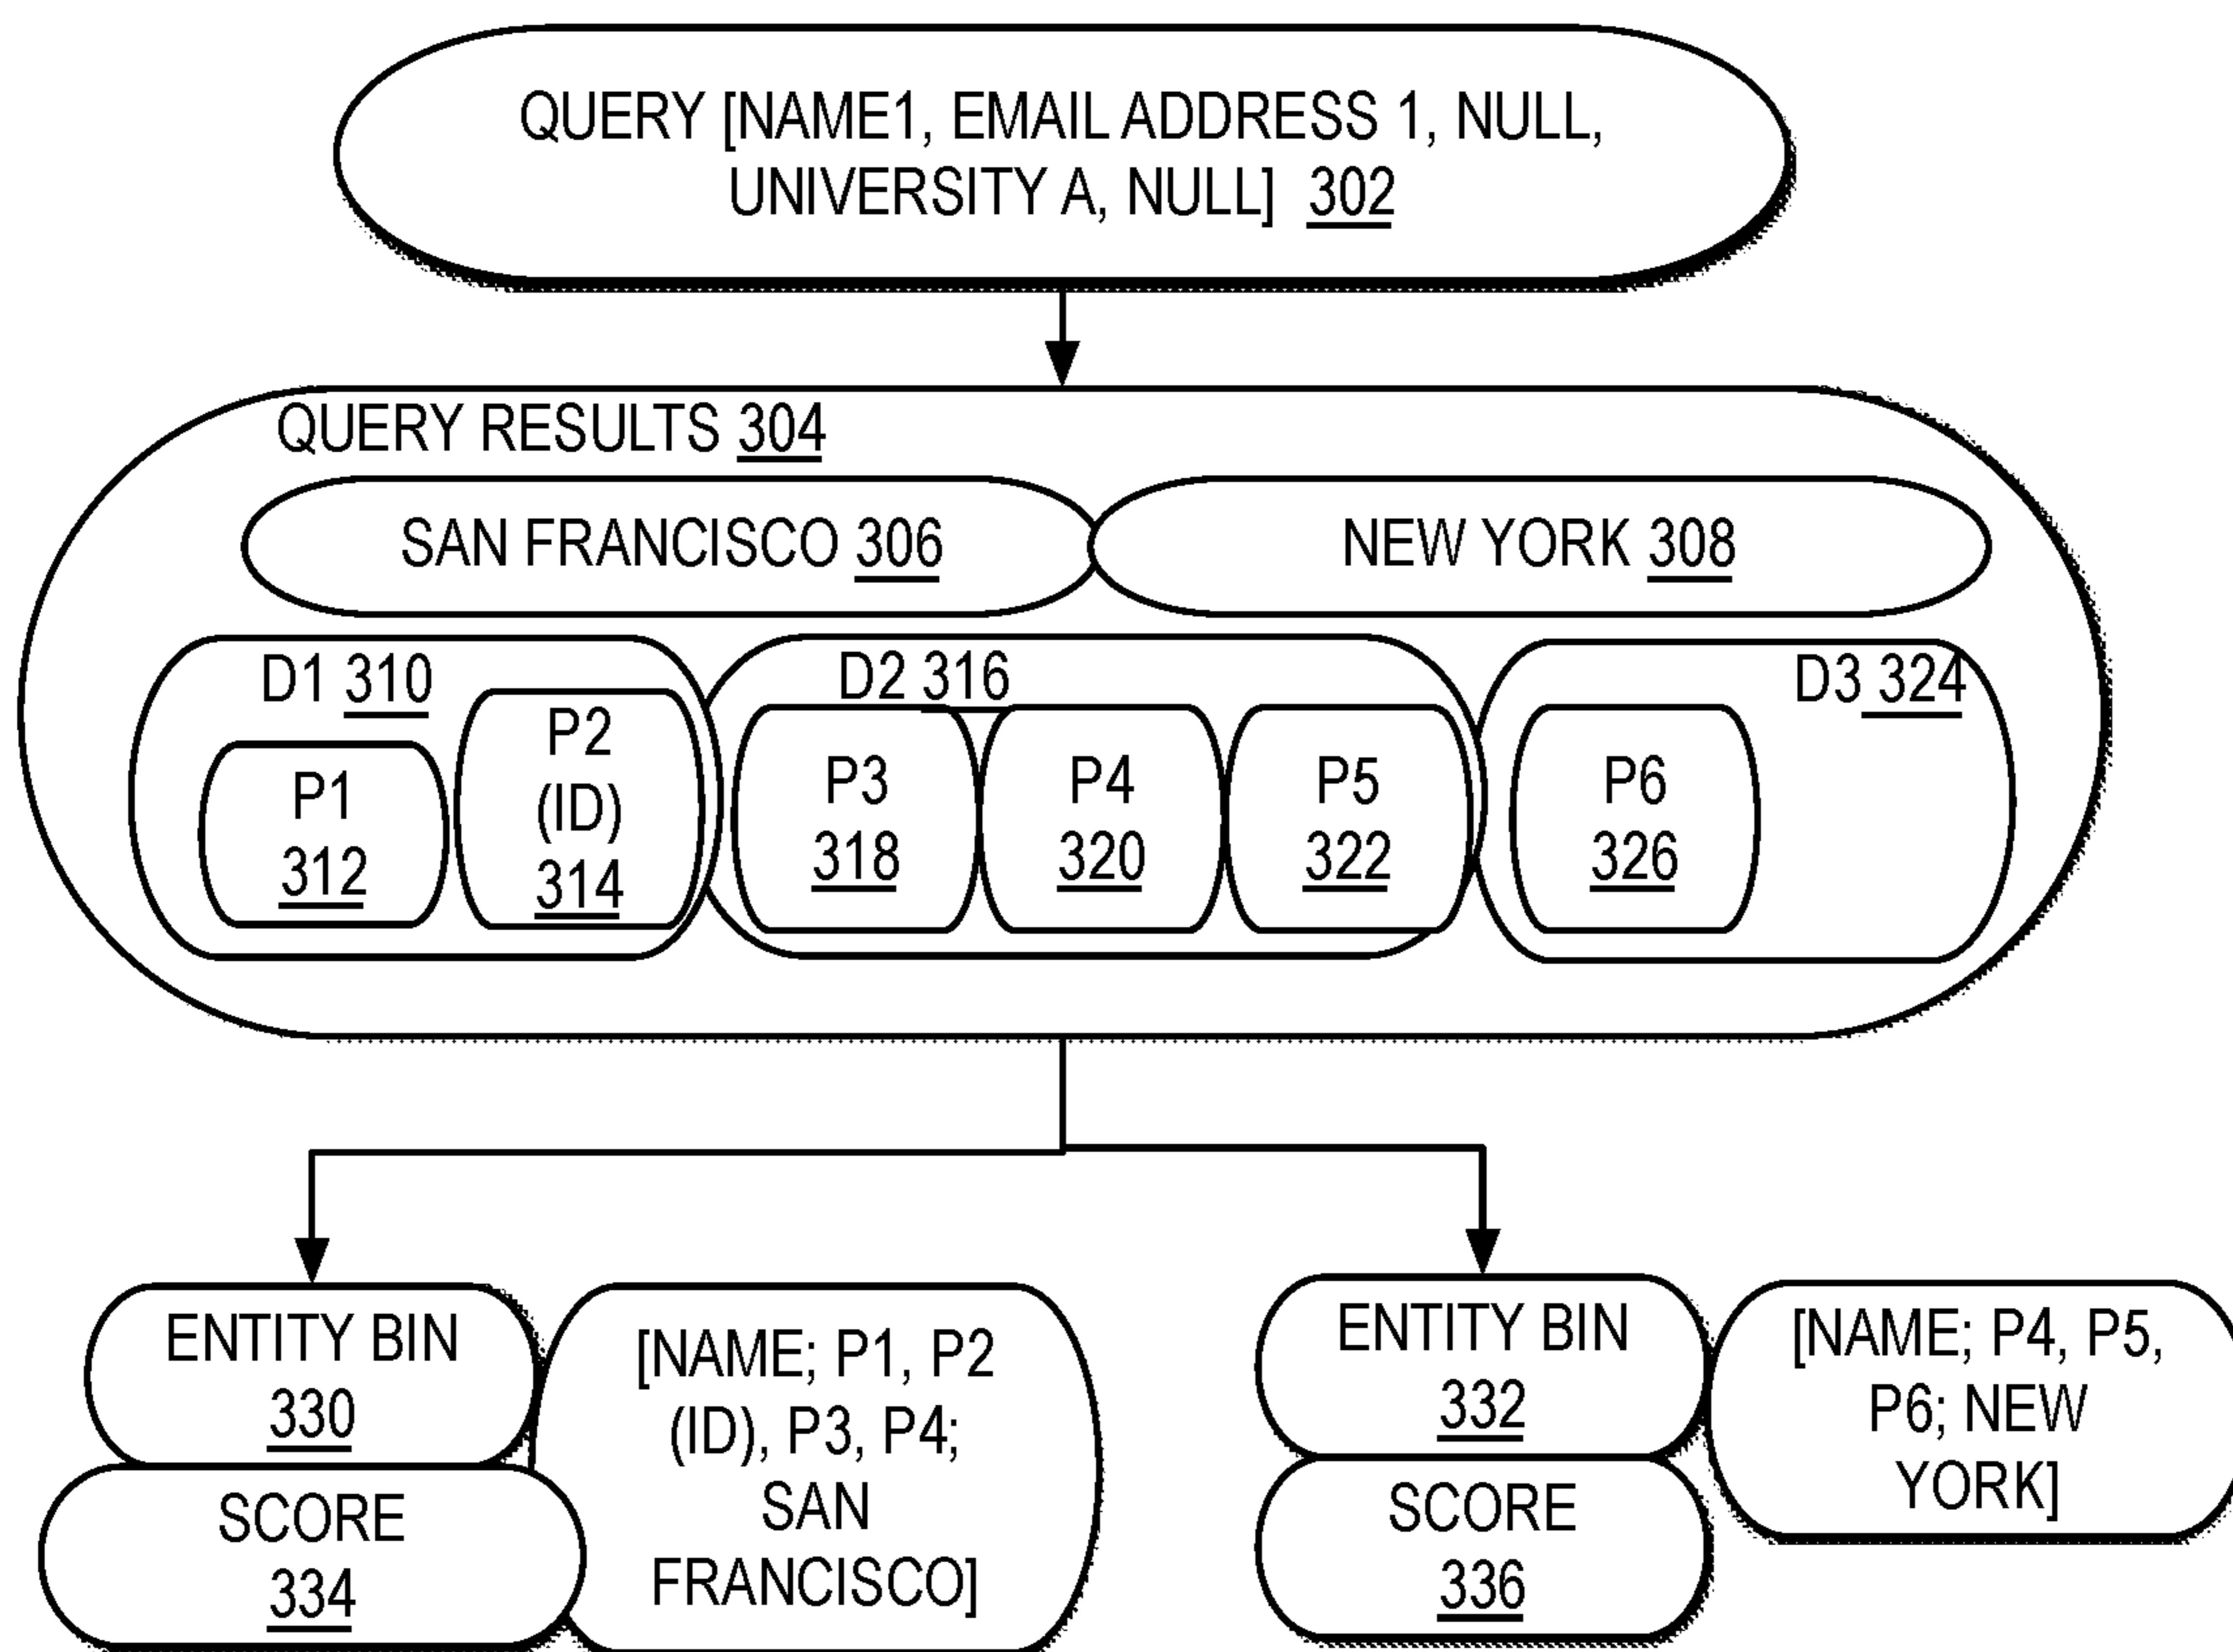 QUERY [NAME1, EMAIL ADDRESS 1, NULL,
UNIVERSITY A, NULL] 302
QUERY RESULTS 304
SAN FRANCISCO 306
NEW YORK 308
D1 310
P1
312
P2
(ID)
314
D2 316
P3
318
P4
320
P5
322
D3 324
P6
326
ENTITY BIN
330
SCORE
334
[NAME; P1, P2
(ID), P3, P4;
SAN
FRANCISCO]
ENTITY BIN
332
SCORE
336
[NAME; P4, P5,
P6; NEW
YORK]